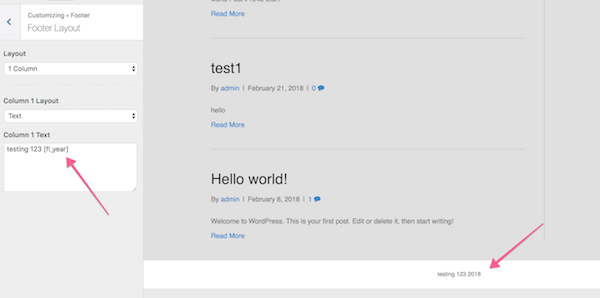 Customizing • Footer
Footer Layout
Layout
1 Column
Column 1 Layout
Text
Column 1 Text
testing 123 [fl_year]
Read More
test1
By admin | February 21, 2018 | 0
hello
Read More
Hello world!
By admin | February 8, 2018 | 1
Welcome to WordPress. This is your first post. Edit or delete it, then start writing!
Read More
testing 123 2018